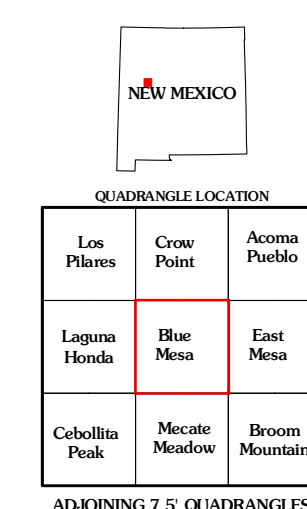 NEW MEXICO
QUADRANGLE LOCATION
Los
Pilares
Crow
Point
Acoma
Pueblo
Laguna
Honda
Blue
Mesa
East
Mesa
Cebollita
Peak
Mecate
Meadow
Broom
Mountain
ADJOINING 7.5' QUADRANGLES